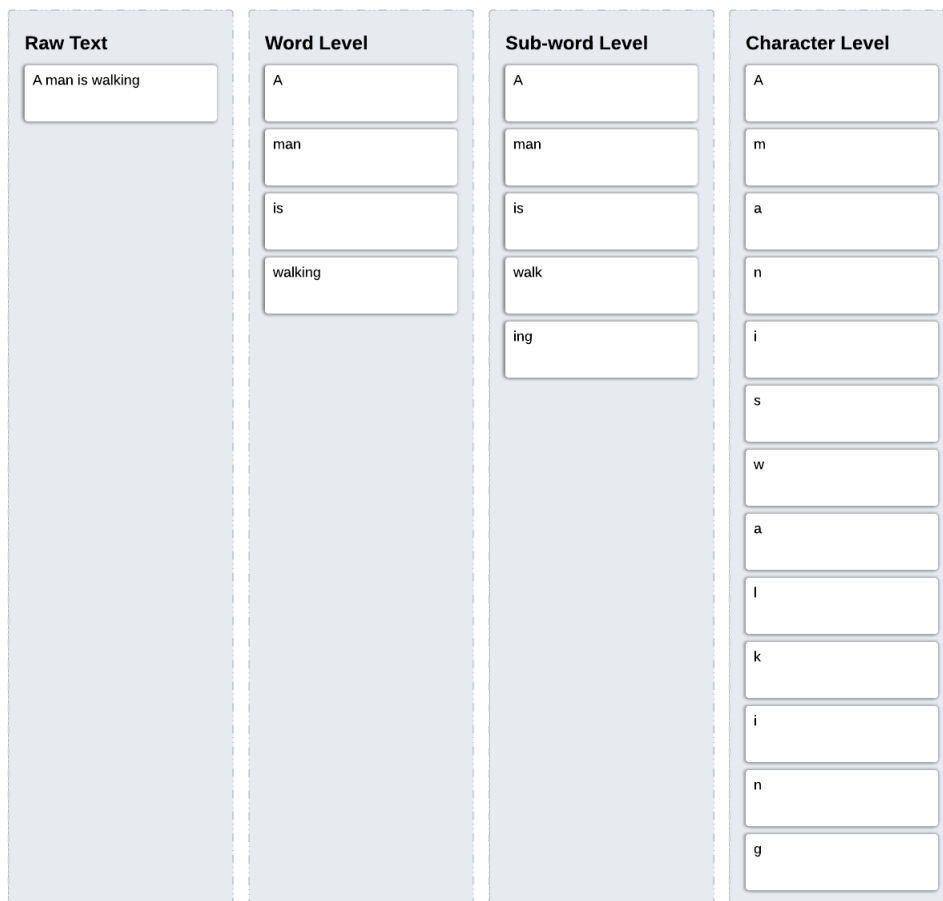 Raw Text
A man is walking
Word Level
A
man
is
walking
Sub-word Level
A
man
is
walk
ing
Character Level
A
m
a
n
i
s
w
a
l
k
i
n
g